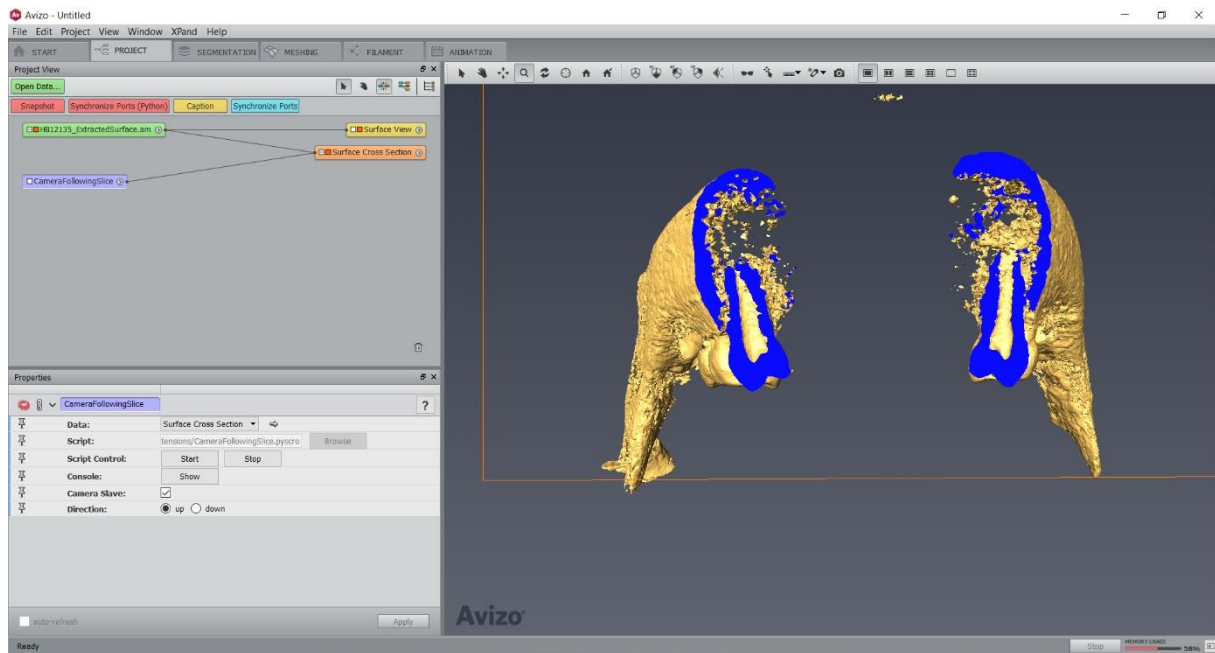 Avizo - Untitled
File Edit Project View Window XPand Help
START PROJECT SEGMENTATION MESHING FILAMENT ANIMATION
Project View
Open Data...
Snapshot Synchronize Ports (Python) Caption Synchronize Ports
H812135_ExtractedSurface.am Surface View
Surface Cross Section
CameraFollowingSlice
Properties
CameraFollowingSlice ?
Data: Surface Cross Section
Script: tensions/CameraFollowingSlice.pyscro Browse
Script Control: Start Stop
Console: Show
Camera Slave:
Direction: up down
auto-refresh Apply
Avizo
Ready Stop MEMORY USAGE 58%